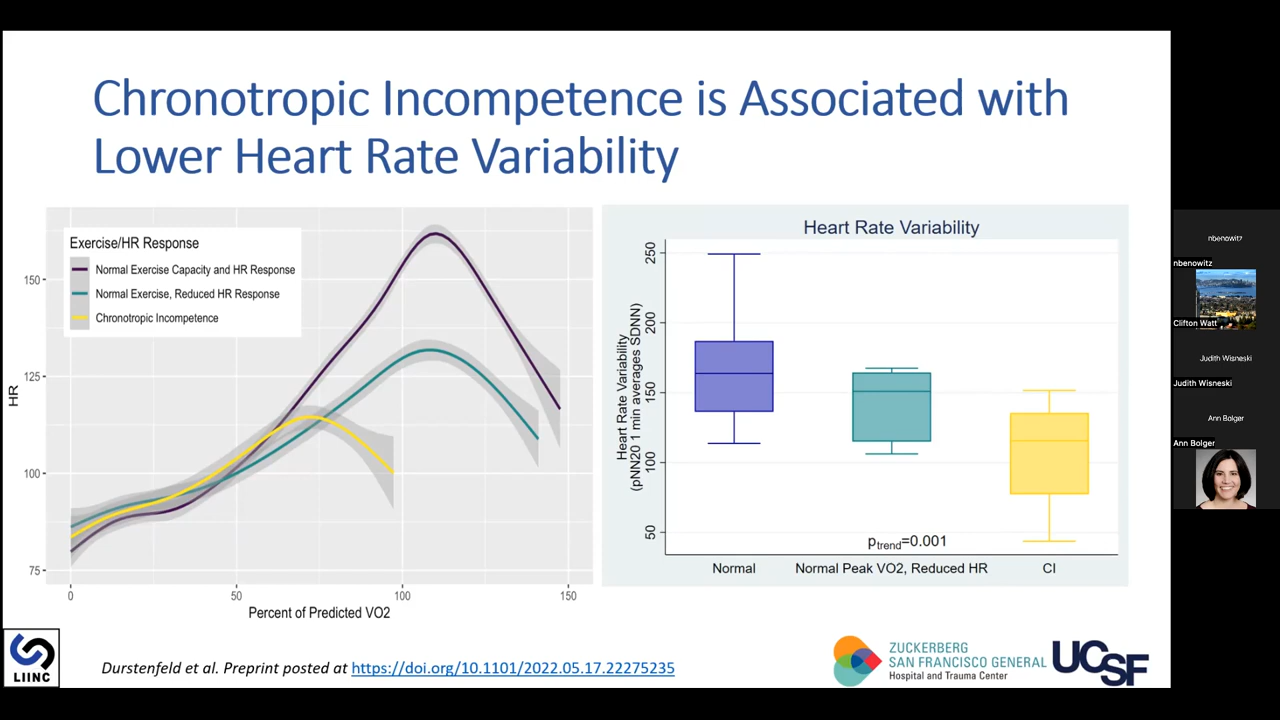 Chronotropic Incompetence is Associated with
Lower Heart Rate Variability
Exercise/HR Response
Normal Exercise Capacity and HR Response
Normal Exercise, Reduced HR Response
Chronotropic Incompetence
150
125
100
75
HR
0
50
100
150
Percent of Predicted VO2
Heart Rate Variability
250
200
150
100
50
Heart Rate Variability
(pNN20 1 min averages SDNN)
ptrend=0.001
Normal
Normal Peak VO2, Reduced HR
CI
LIINC
Durstenfeld et al. Preprint posted at https://doi.org/10.1101/2022.05.17.22275235
ZUCKERBERG
SAN FRANCISCO GENERAL
Hospital and Trauma Center
UCSF
nbenowitz
nbenowitz
Clifton Watt
Judith Wisneski
Judith Wisneski
Ann Bolger
Ann Bolger